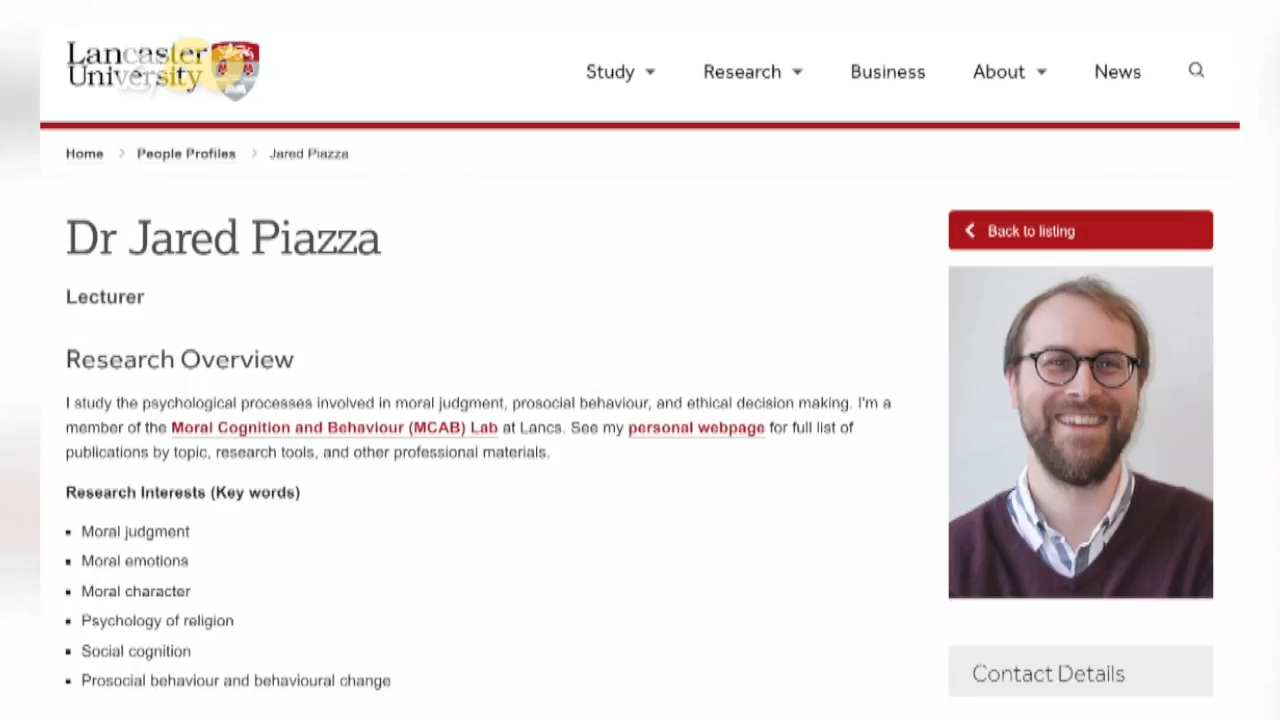 Lancaster
University
Study
Research
Business
About
News
Home > People Profiles > Jared Piazza
Dr Jared Piazza
Back to listing
Lecturer
Research Overview
I study the psychological processes involved in moral judgment, prosocial behaviour, and ethical decision making. I'm a
member of the Moral Cognition and Behaviour (MCAB) Lab at Lancs. See my personal webpage for full list of
publications by topic, research tools, and other professional materials.
Research Interests (Key words)
Moral judgment
Moral emotions
Moral character
Psychology of religion
Social cognition
Prosocial behaviour and behavioural change
Contact Details